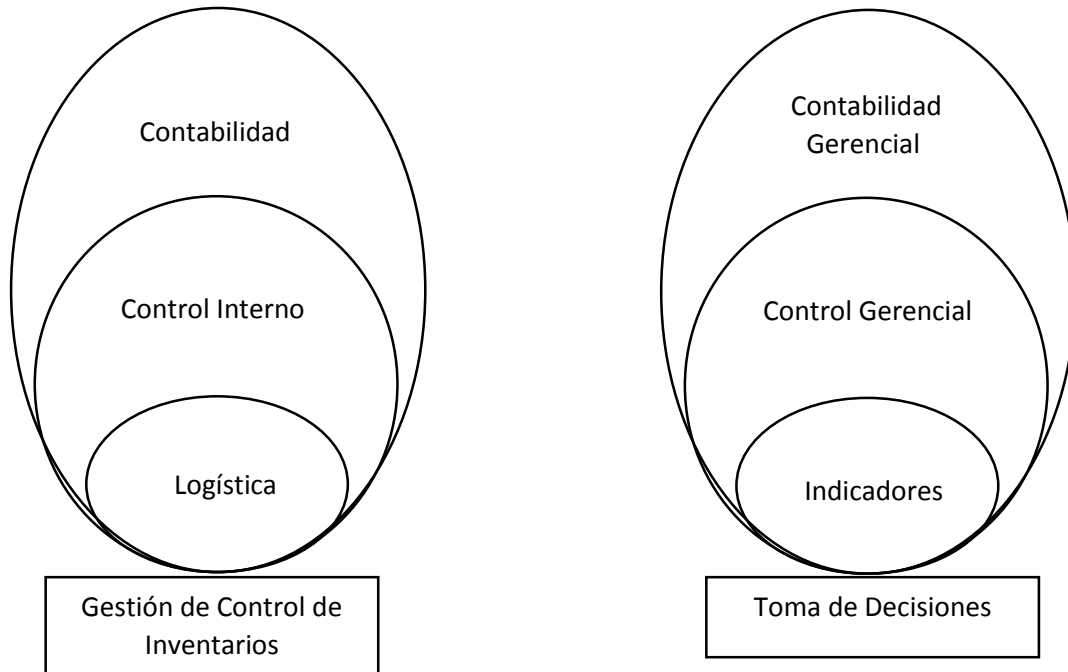 Contabilidad
Control Interno
Logística
Gestión de Control de
Inventarios
Contabilidad
Gerencial
Control Gerencial
Indicadores
Toma de Decisiones